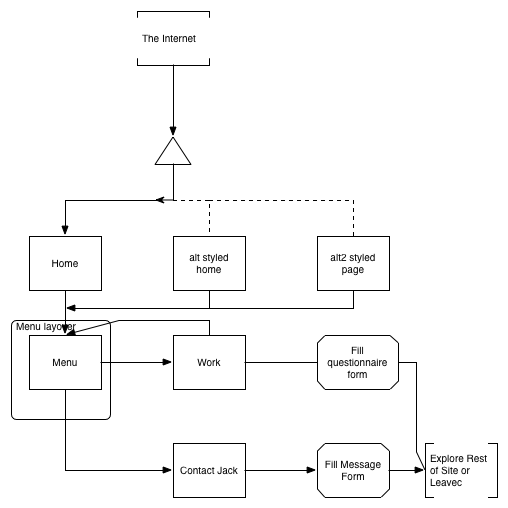 The Internet
Home
alt styled
home
alt2 styled
page
Menu layover
Menu
Work
Fill
questionnaire
form
Contact Jack
Fill Message
Form
Explore Rest
of Site or
Leavec